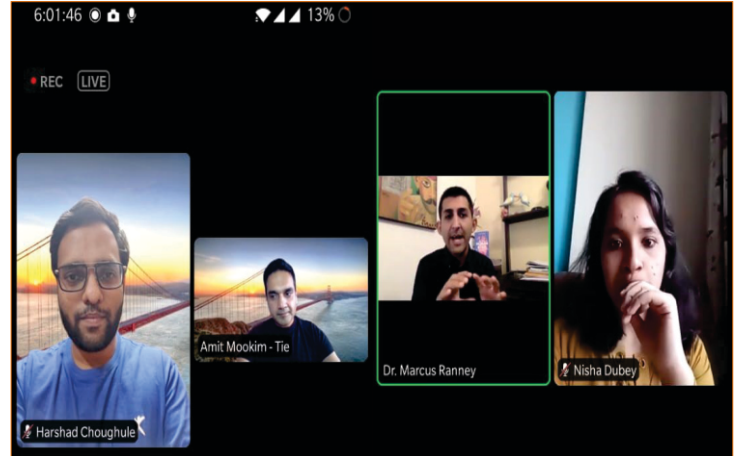 6:01:46 13%
REC LIVE
Harshad Choughule
Amit Mookim - Tie
Dr. Marcus Ranney
Nisha Dubey